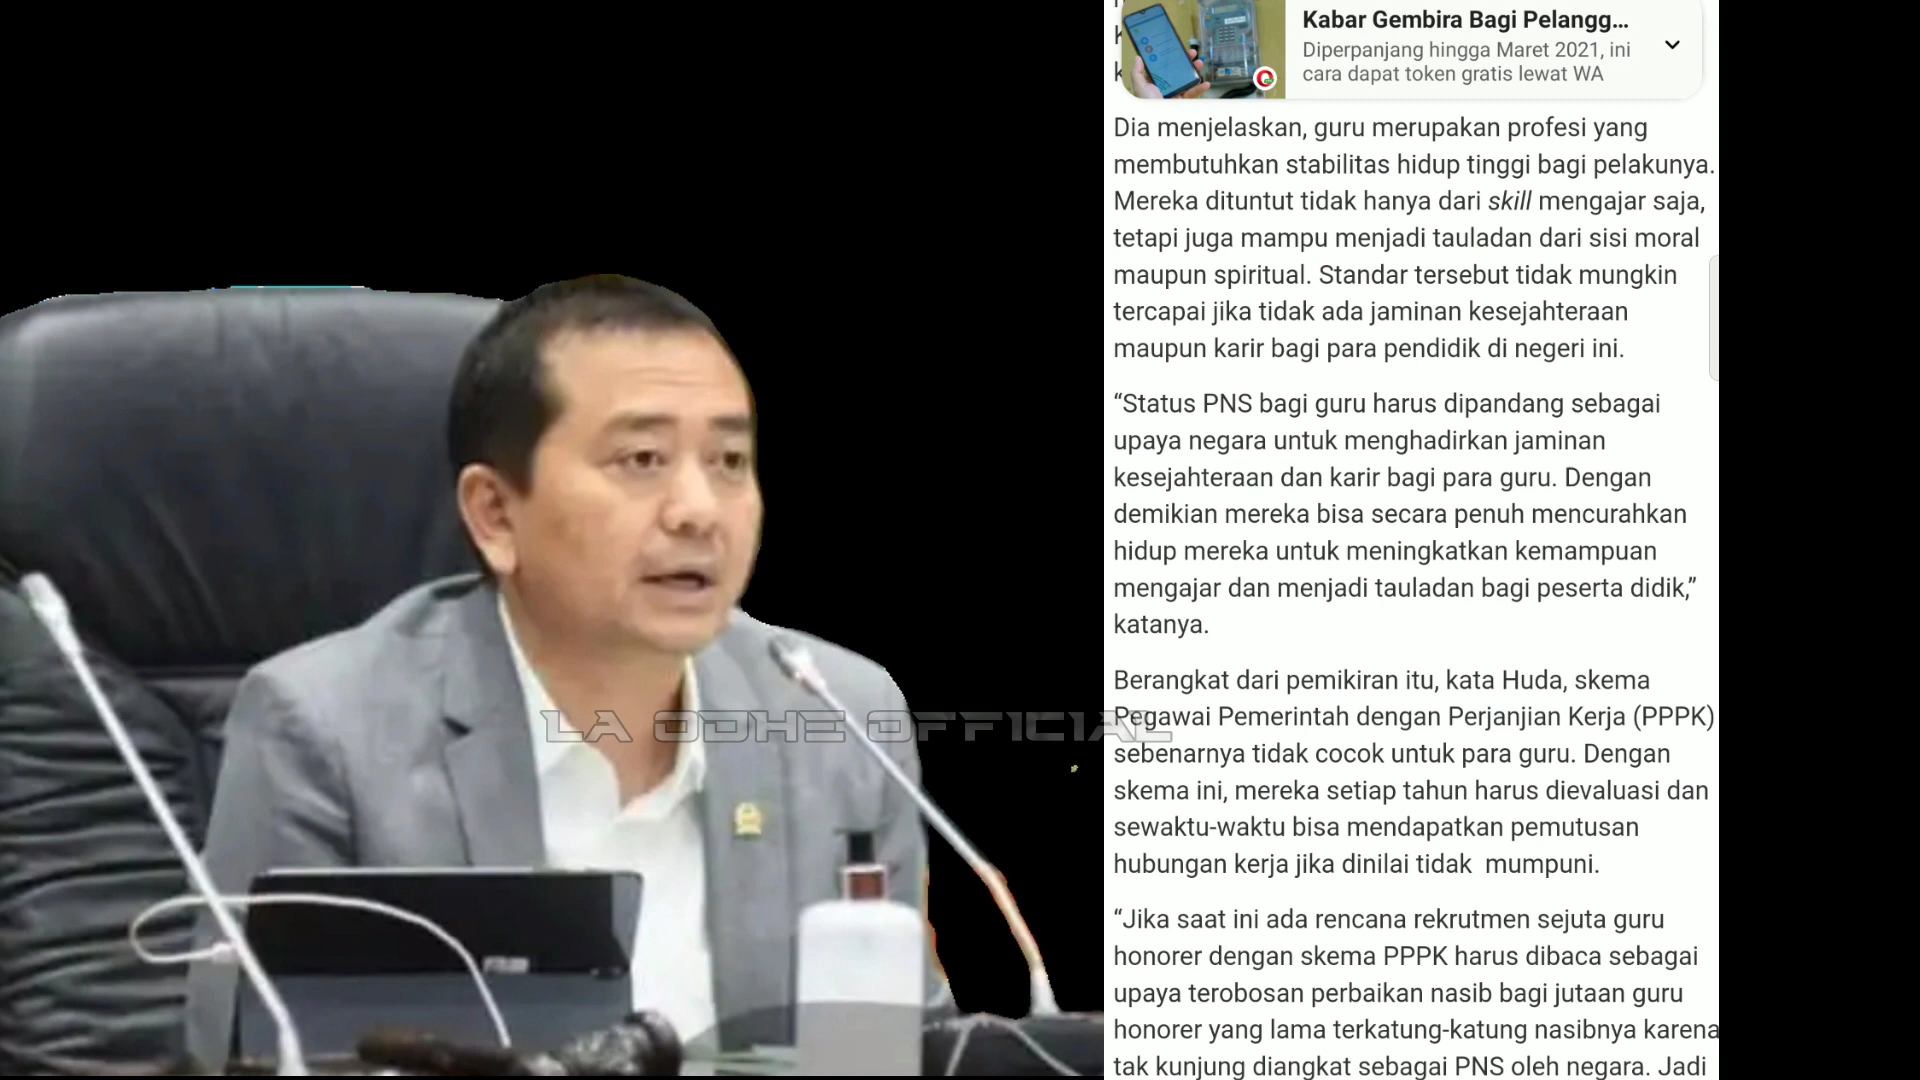 Kabar Gembira Bagi Pelangg...
Diperpanjang hingga Maret 2021, ini
cara dapat token gratis lewat WA
Dia menjelaskan, guru merupakan profesi yang
membutuhkan stabilitas hidup tinggi bagi pelakunya.
Mereka dituntut tidak hanya dari skill mengajar saja,
tetapi juga mampu menjadi tauladan dari sisi moral
maupun spiritual. Standar tersebut tidak mungkin
tercapai jika tidak ada jaminan kesejahteraan
maupun karir bagi para pendidik di negeri ini.
“Status PNS bagi guru harus dipandang sebagai
upaya negara untuk menghadirkan jaminan
kesejahteraan dan karir bagi para guru. Dengan
demikian mereka bisa secara penuh mencurahkan
hidup mereka untuk meningkatkan kemampuan
mengajar dan menjadi tauladan bagi peserta didik,”
katanya.
Berangkat dari pemikiran itu, kata Huda, skema
Pegawai Pemerintah dengan Perjanjian Kerja (PPPK)
sebenarnya tidak cocok untuk para guru. Dengan
skema ini, mereka setiap tahun harus dievaluasi dan
sewaktu-waktu bisa mendapatkan pemutusan
hubungan kerja jika dinilai tidak mumpuni.
“Jika saat ini ada rencana rekrutmen sejuta guru
honorer dengan skema PPPK harus dibaca sebagai
upaya terobosan perbaikan nasib bagi jutaan guru
honorer yang lama terkatung-katung nasibnya karena
tak kunjung diangkat sebagai PNS oleh negara. Jadi
LA ODHE OFFICIAL